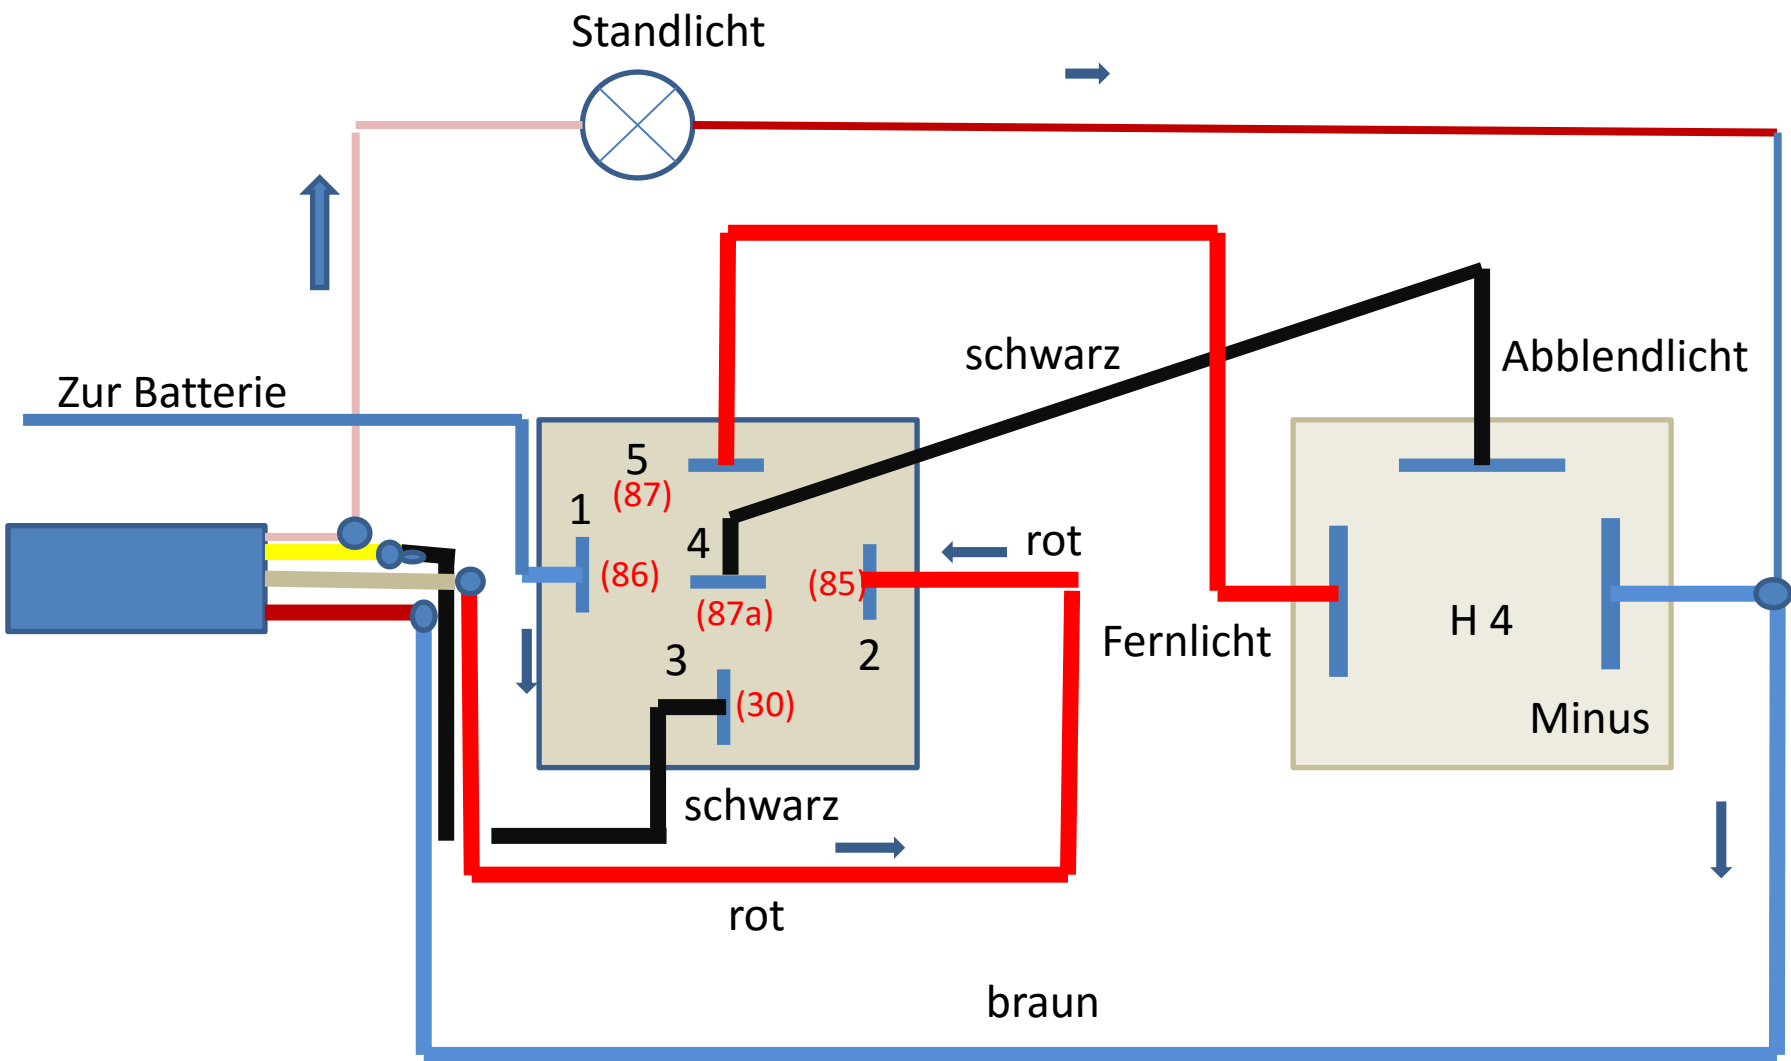 Standlicht
schwarz
Abblendlicht
Zur Batterie
5
(87)
1
4
rot
(86)
(85)
(87a)
H 4
Fernlicht
3
2
(30)
Minus
schwarz
rot
braun